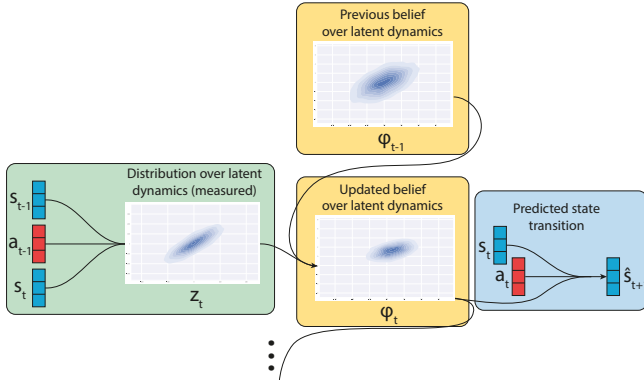 Previous belief
over latent dynamics
φt-1
Distribution over latent
dynamics (measured)
st-1
at-1
st
zt
Updated belief
over latent dynamics
φt
Predicted state
transition
st
at
ŝt+